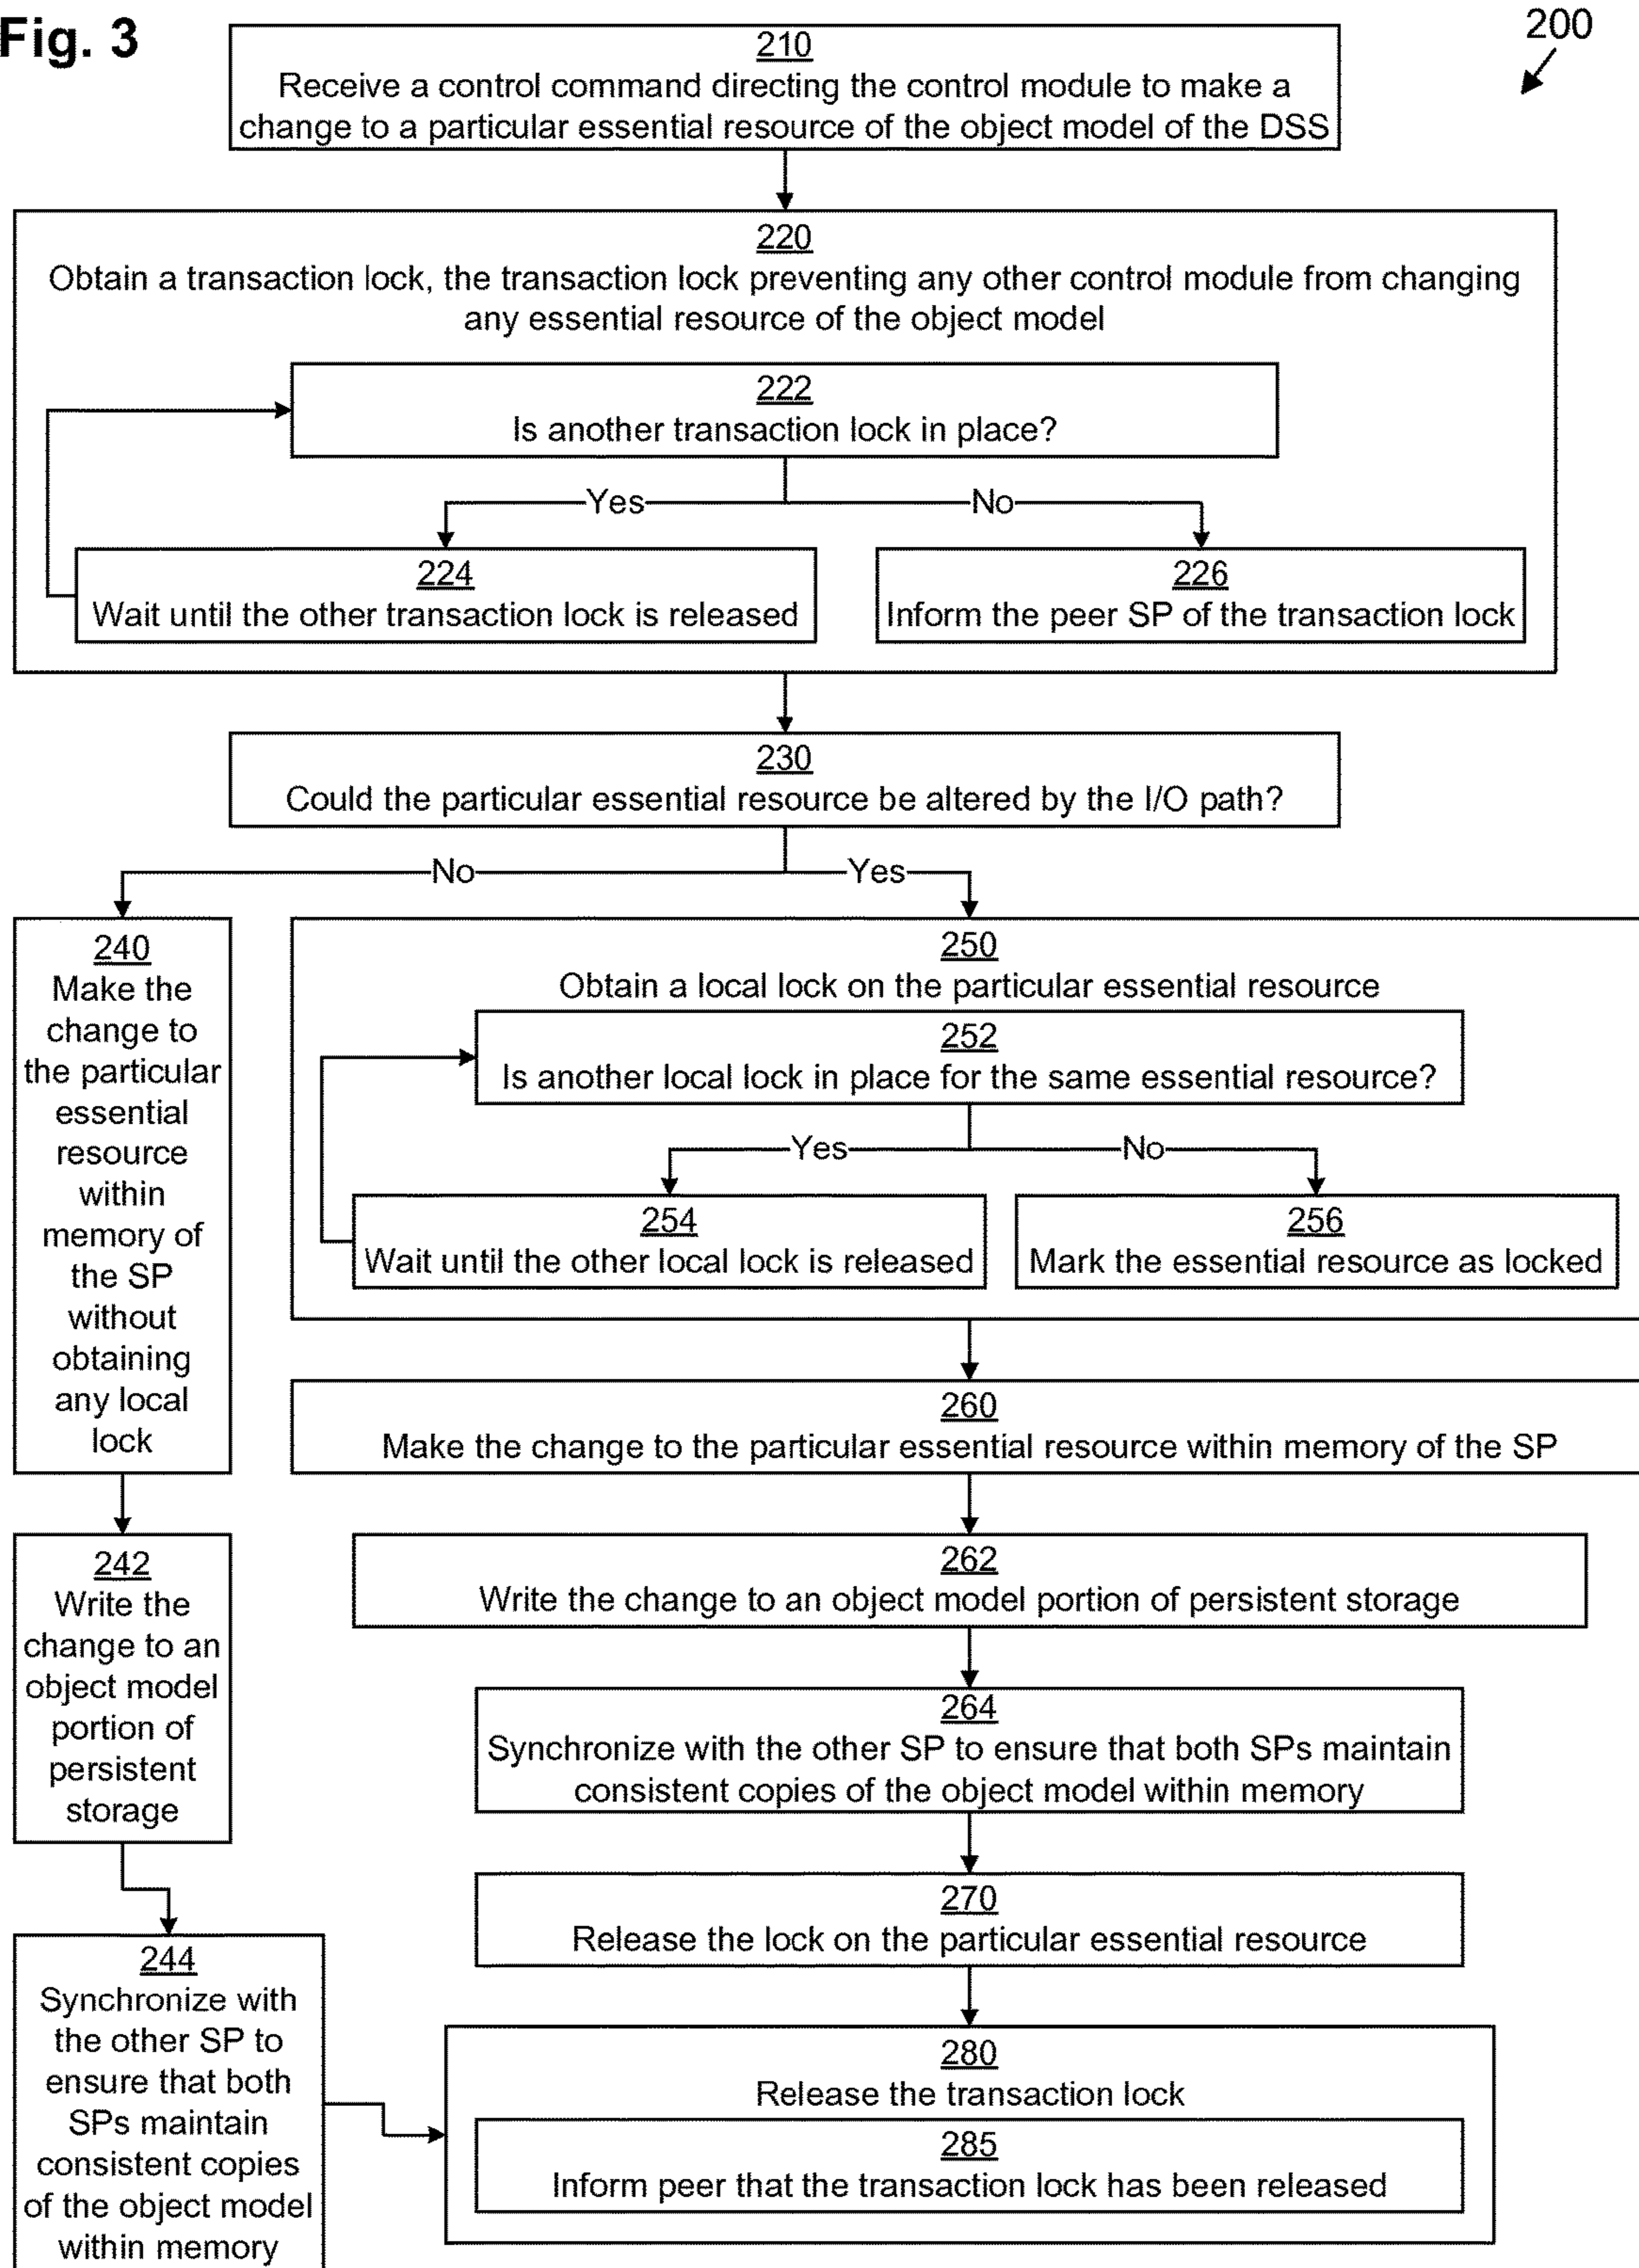 Fig. 3
200
210
Receive a control command directing the control module to make a
change to a particular essential resource of the object model of the DSS
220
Obtain a transaction lock, the transaction lock preventing any other control module from changing
any essential resource of the object model
222
Is another transaction lock in place?
Yes
No
224
Wait until the other transaction lock is released
226
Inform the peer SP of the transaction lock
230
Could the particular essential resource be altered by the I/O path?
No
Yes
240
Make the
change to
the particular
essential
resource
within
memory of
the SP
without
obtaining
any local
lock
242
Write the
change to an
object model
portion of
persistent
storage
244
Synchronize with
the other SP to
ensure that both
SPs maintain
consistent copies
of the object model
within memory
250
Obtain a local lock on the particular essential resource
252
Is another local lock in place for the same essential resource?
Yes
No
254
Wait until the other local lock is released
256
Mark the essential resource as locked
260
Make the change to the particular essential resource within memory of the SP
262
Write the change to an object model portion of persistent storage
264
Synchronize with the other SP to ensure that both SPs maintain
consistent copies of the object model within memory
270
Release the lock on the particular essential resource
280
Release the transaction lock
285
Inform peer that the transaction lock has been released